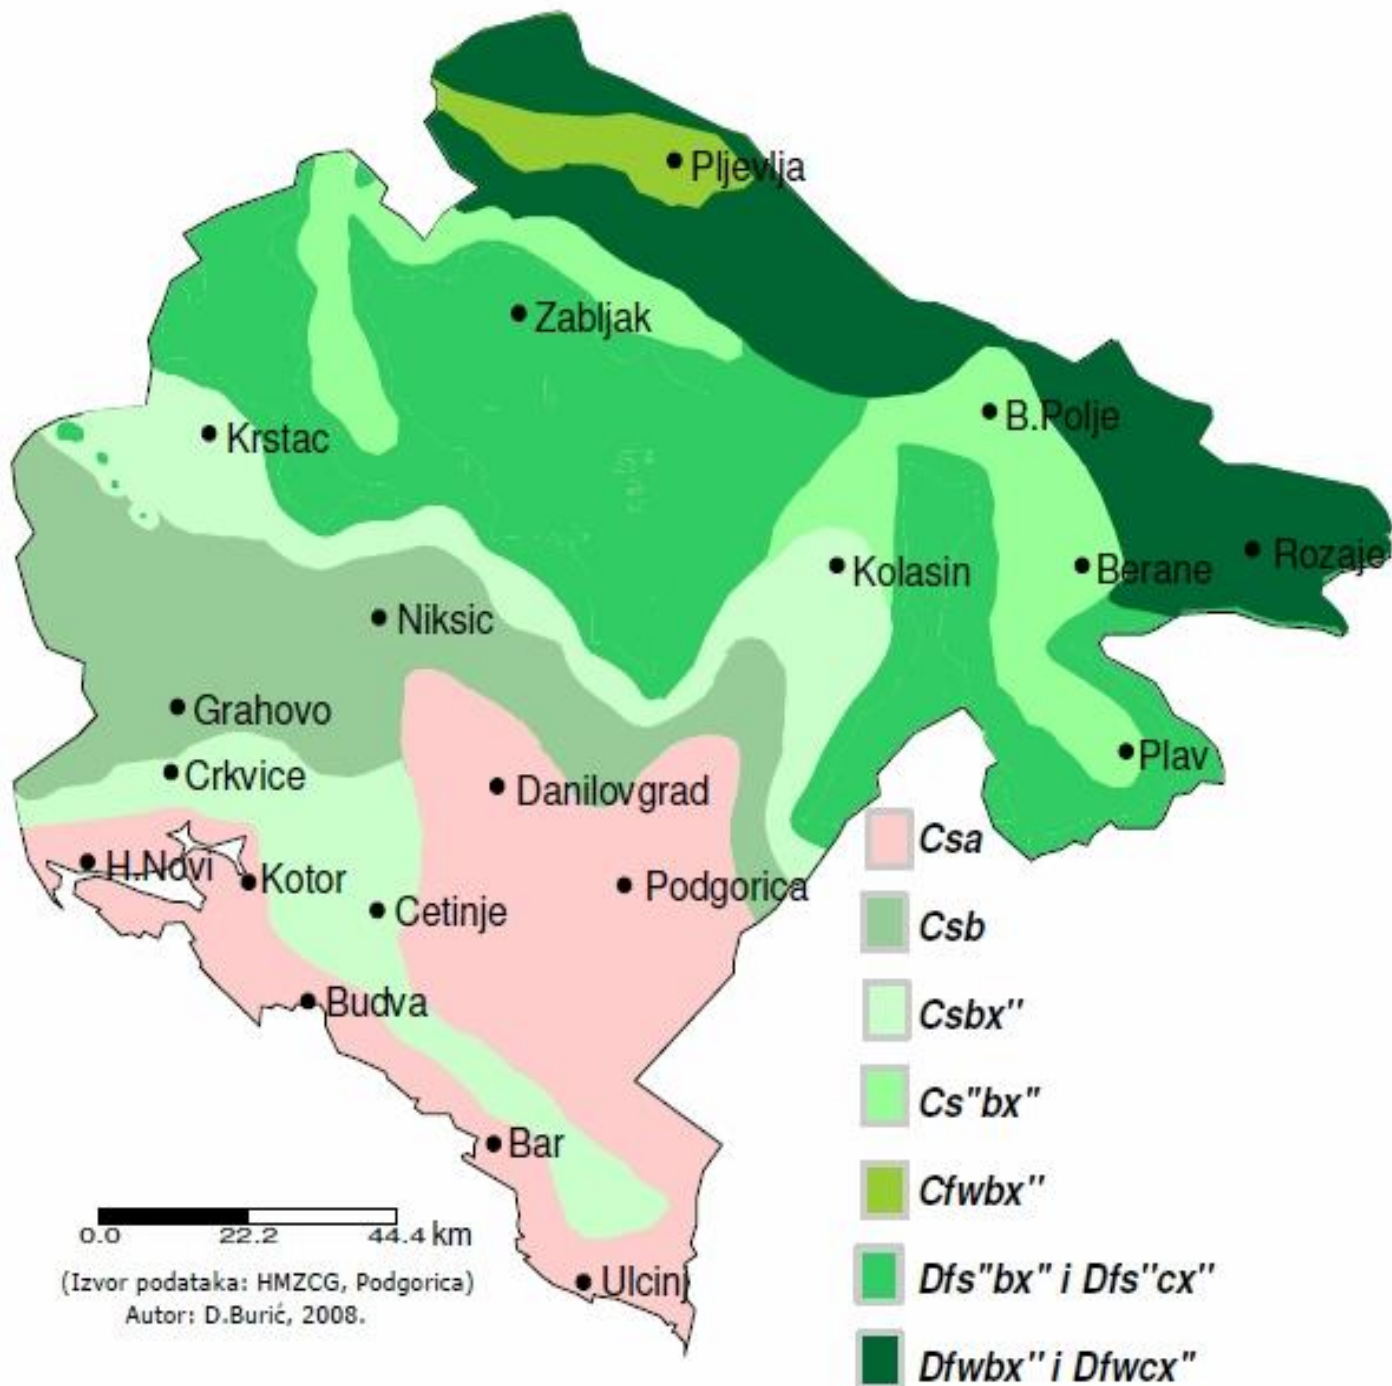 Pljevlja
Zabljak
B.Polje
Krstac
Rozaje
Kolasin
Berane
Niksic
Grahovo
Plav
Crkvice
Danilovgrad
H.Novi
Kotor
Podgorica
Cetinje
Budva
Bar
Ulcinj
Csa
Csb
Csbx"
Cs"bx"
Cfwbx"
Dfs"bx" i Dfs"cx"
Dfwbx" i Dfwcx"
0.0 22.2 44.4 km
(Izvor podataka: HMZCG, Podgorica)
Autor: D.Burić, 2008.